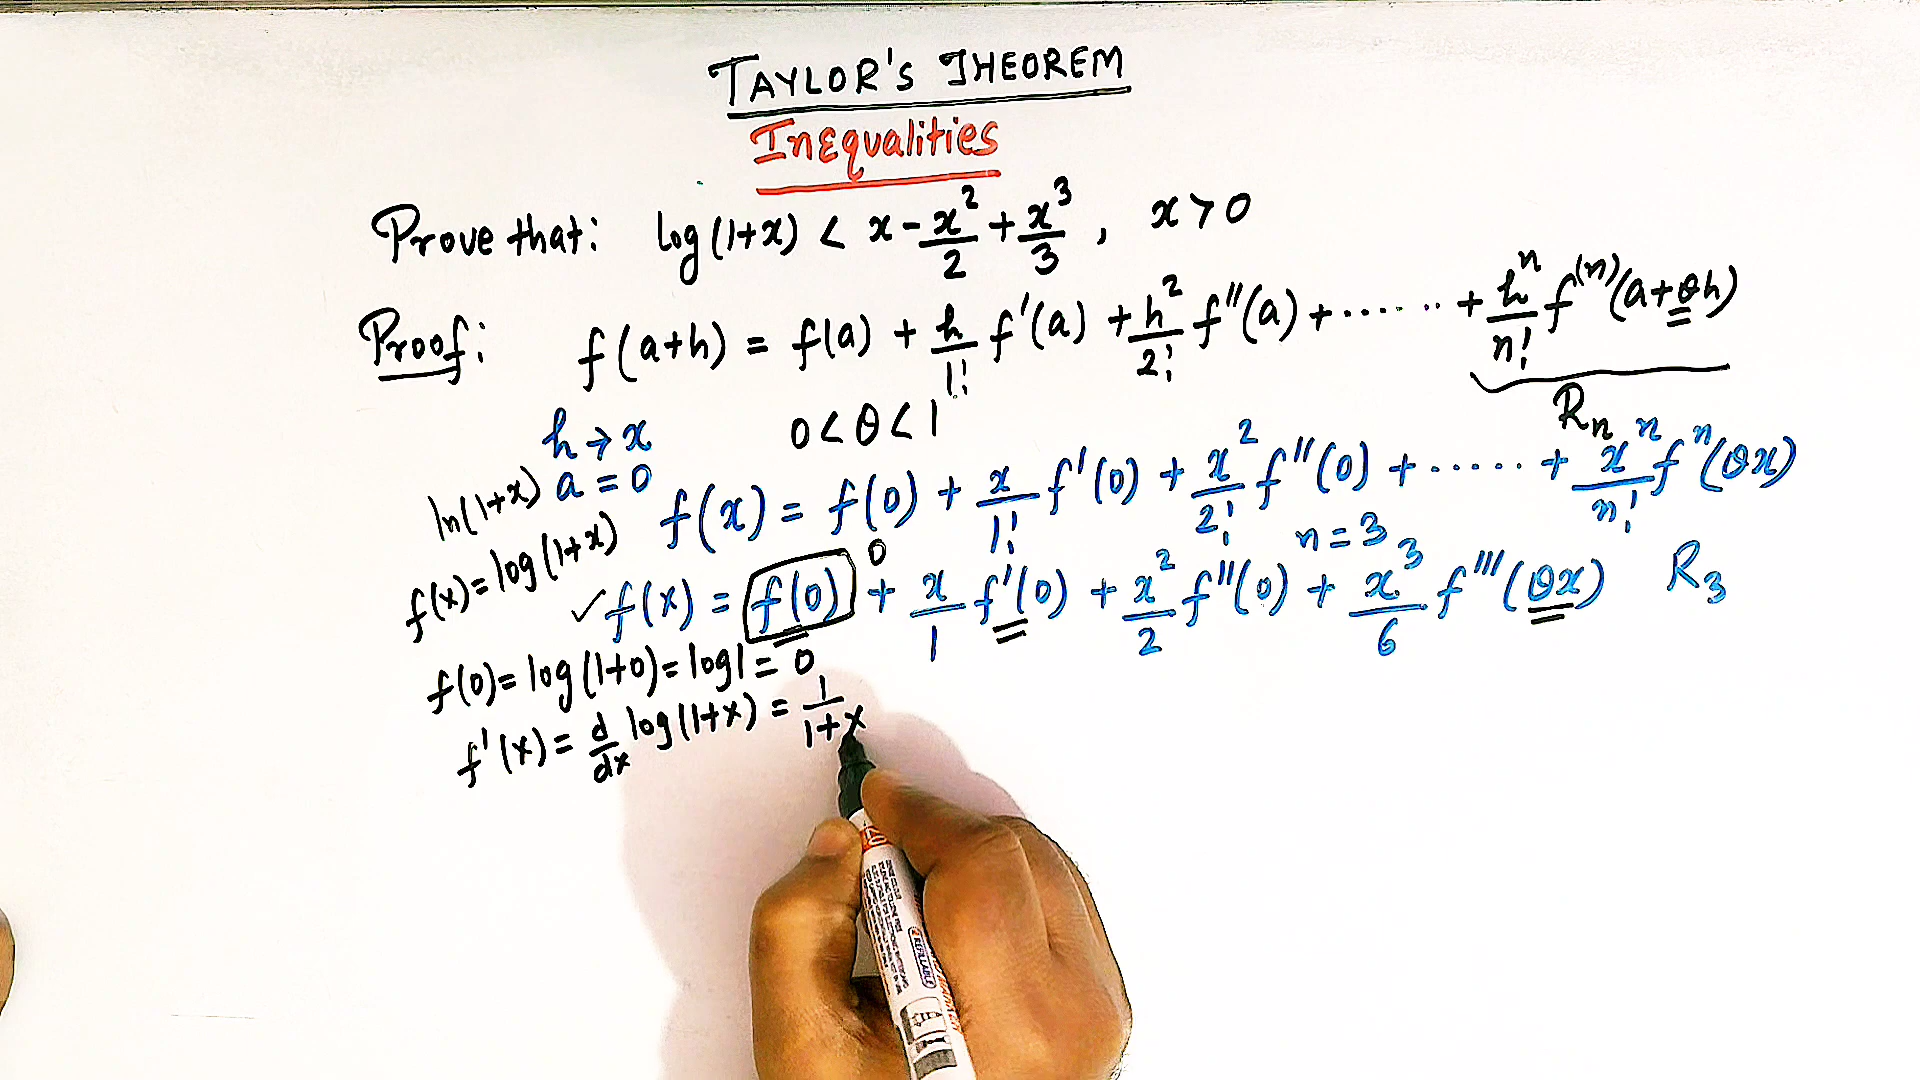 TAYLOR'S THEOREM
Inequalities
Prove that: log(1+x) < x - x²/2 + x³/3 , x > 0
Proof: f(a+h) = f(a) + h/1! f'(a) + h²/2! f''(a) + ...... + hⁿ/n! f⁽ⁿ⁾(a+θh)
Rₙ
h → x 0 < θ < 1
a = 0
ln(1+x)
f(x) = f(0) + x/1! f'(0) + x²/2! f''(0) + ...... + xⁿ/n! fⁿ(θx)
n = 3
f(x) = log(1+x)
✓ f(x) = f(0) 0 + x/1 f'(0) + x²/2 f''(0) + x³/6 f'''(θx) R₃
f(0) = log(1+0) = log1 = 0
f'(x) = d/dx log(1+x) = 1/1+x
REFILLABLE